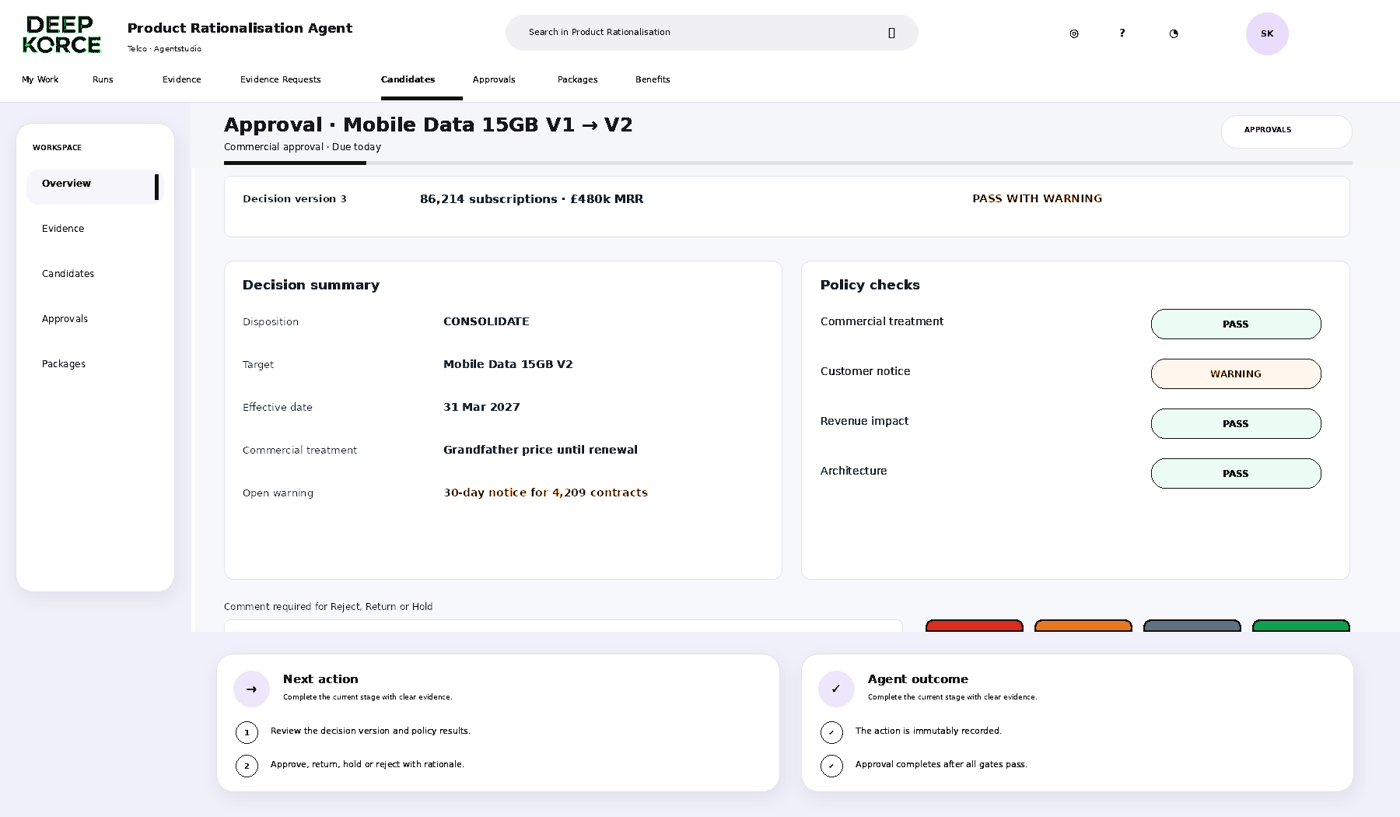 DEEP
KORCE
Product Rationalisation Agent
Telco · Agentstudio
Search in Product Rationalisation
?
SK
My Work
Runs
Evidence
Evidence Requests
Candidates
Approvals
Packages
Benefits
WORKSPACE
Overview
Evidence
Candidates
Approvals
Packages
Approval · Mobile Data 15GB V1 → V2
Commercial approval · Due today
APPROVALS
Decision version 3
86,214 subscriptions · £480k MRR
PASS WITH WARNING
Decision summary
Disposition
CONSOLIDATE
Target
Mobile Data 15GB V2
Effective date
31 Mar 2027
Commercial treatment
Grandfather price until renewal
Open warning
30-day notice for 4,209 contracts
Policy checks
Commercial treatment
PASS
Customer notice
WARNING
Revenue impact
PASS
Architecture
PASS
Comment required for Reject, Return or Hold
→
Next action
Complete the current stage with clear evidence.
1
Review the decision version and policy results.
2
Approve, return, hold or reject with rationale.
✓
Agent outcome
Complete the current stage with clear evidence.
✓
The action is immutably recorded.
✓
Approval completes after all gates pass.